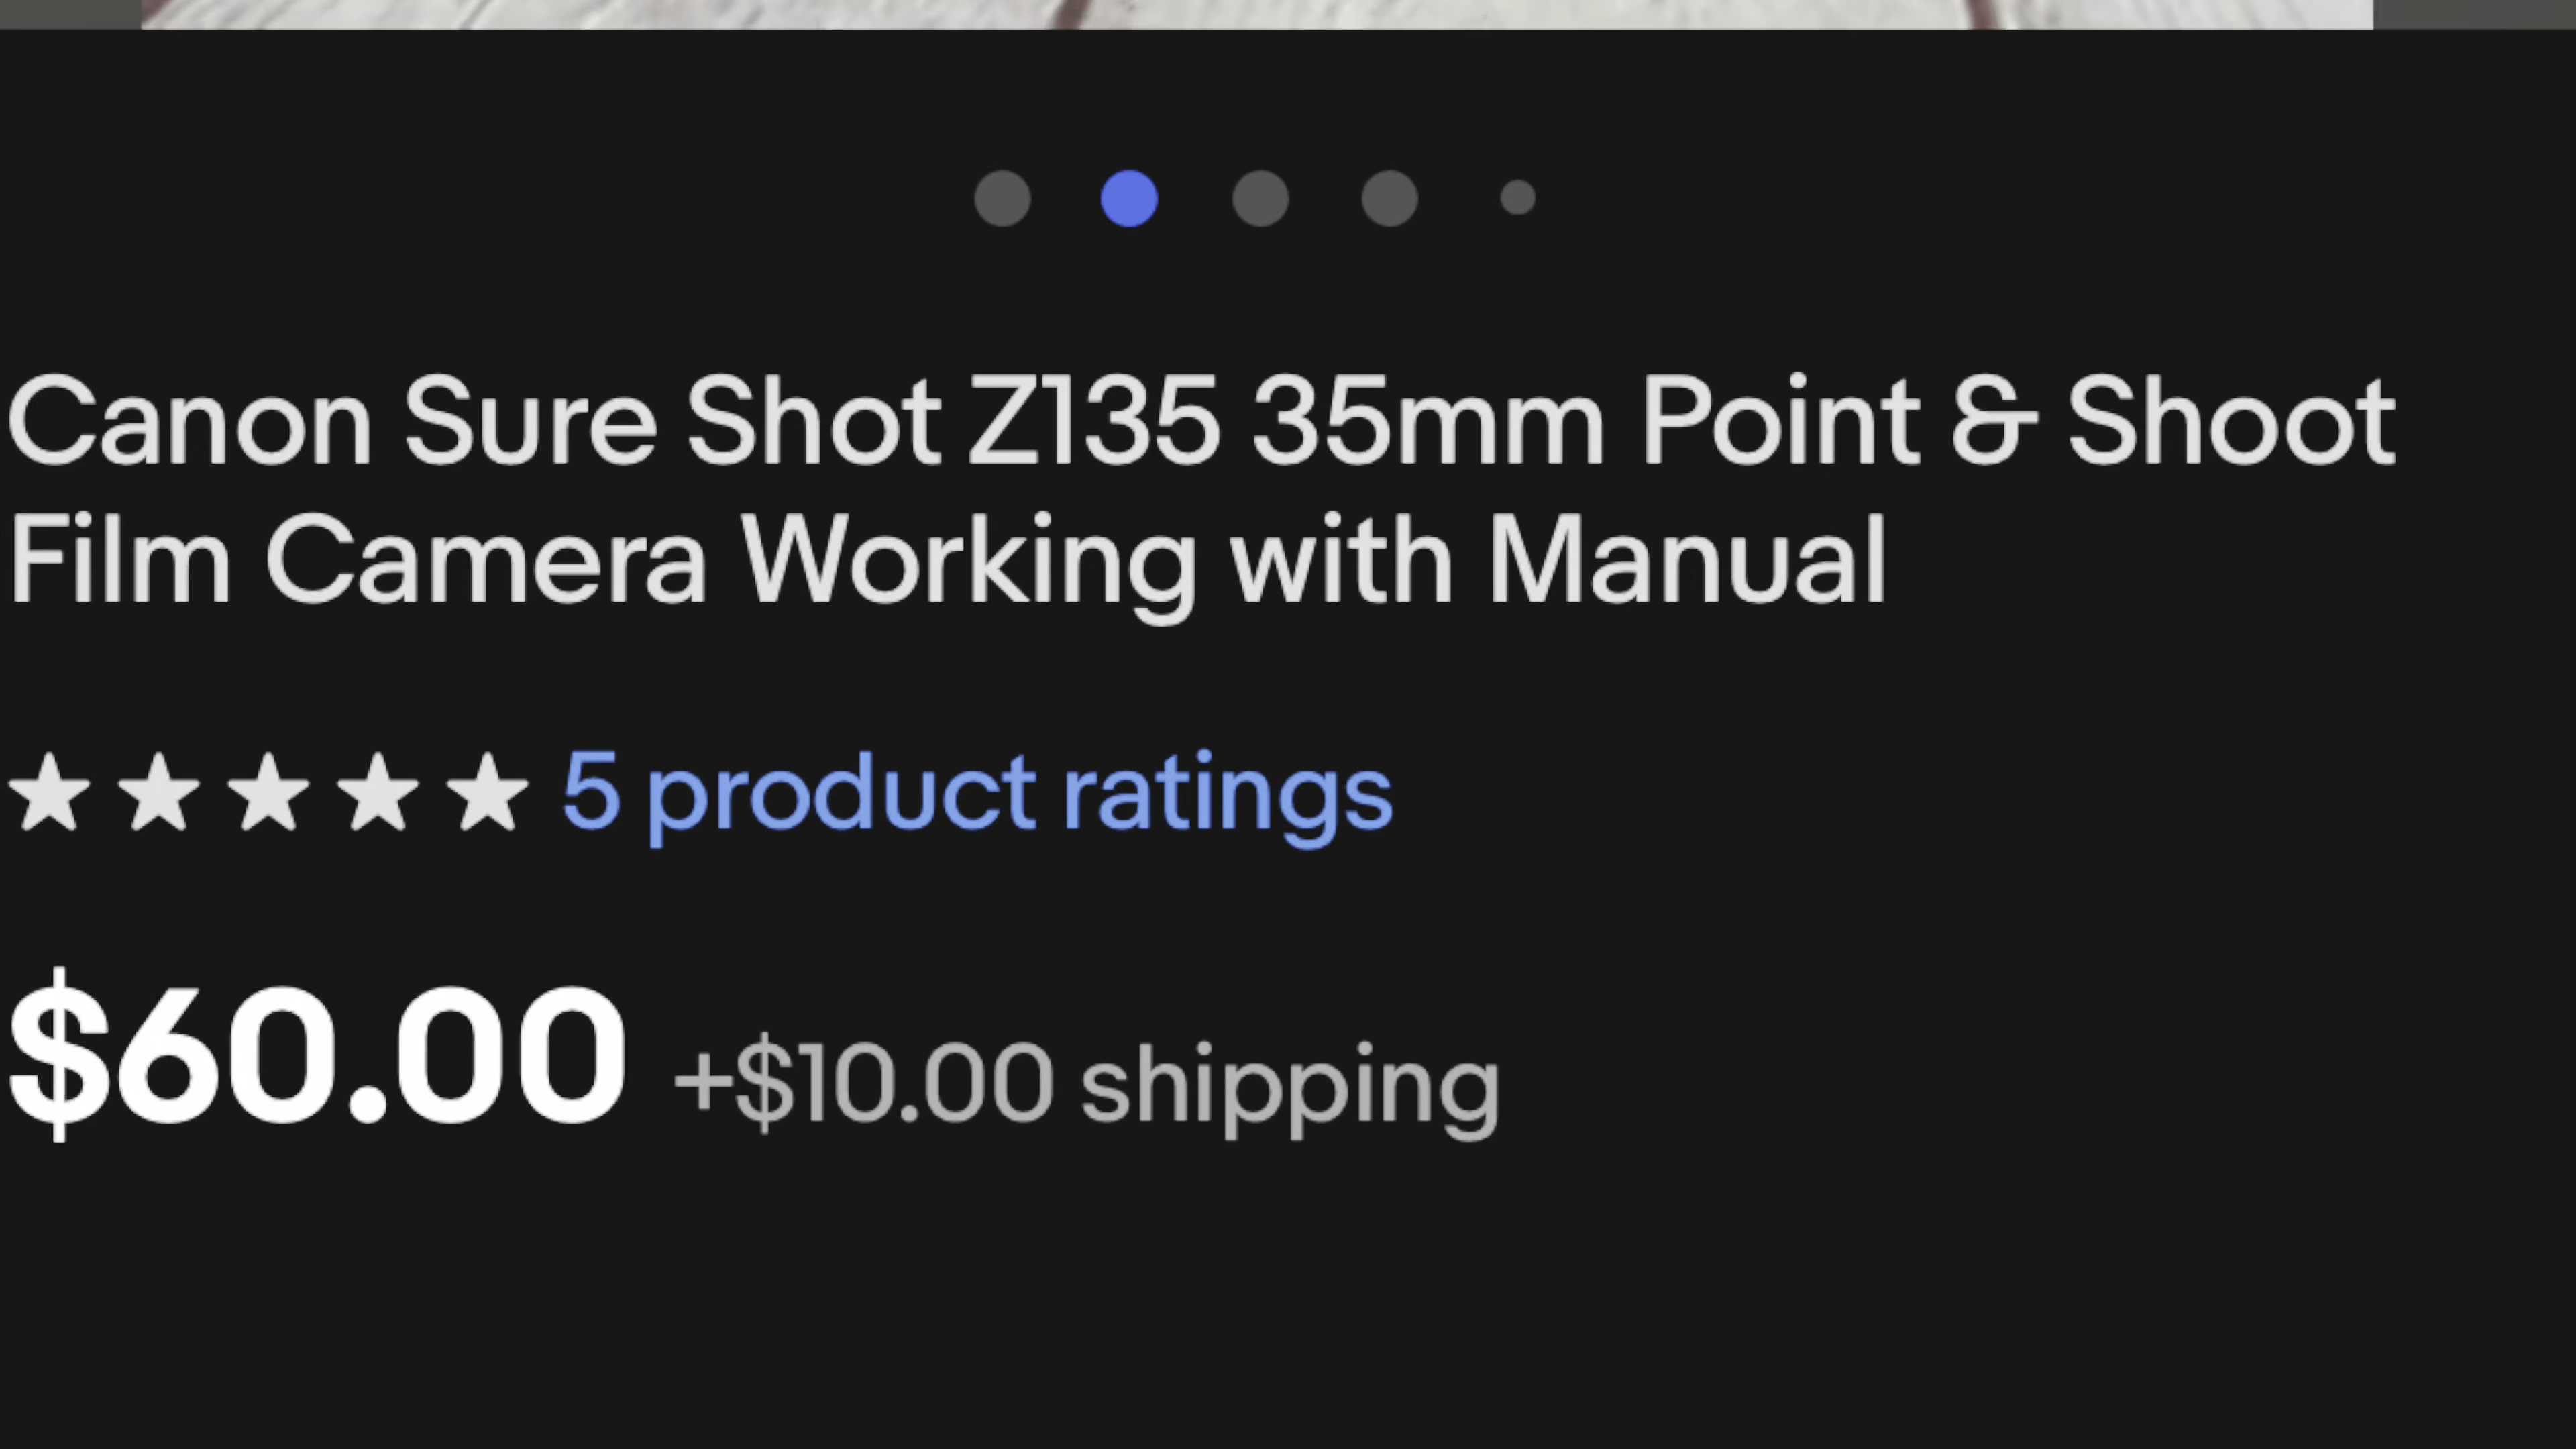 Canon Sure Shot Z135 35mm Point & Shoot
Film Camera Working with Manual
5 product ratings
$60.00 +$10.00 shipping